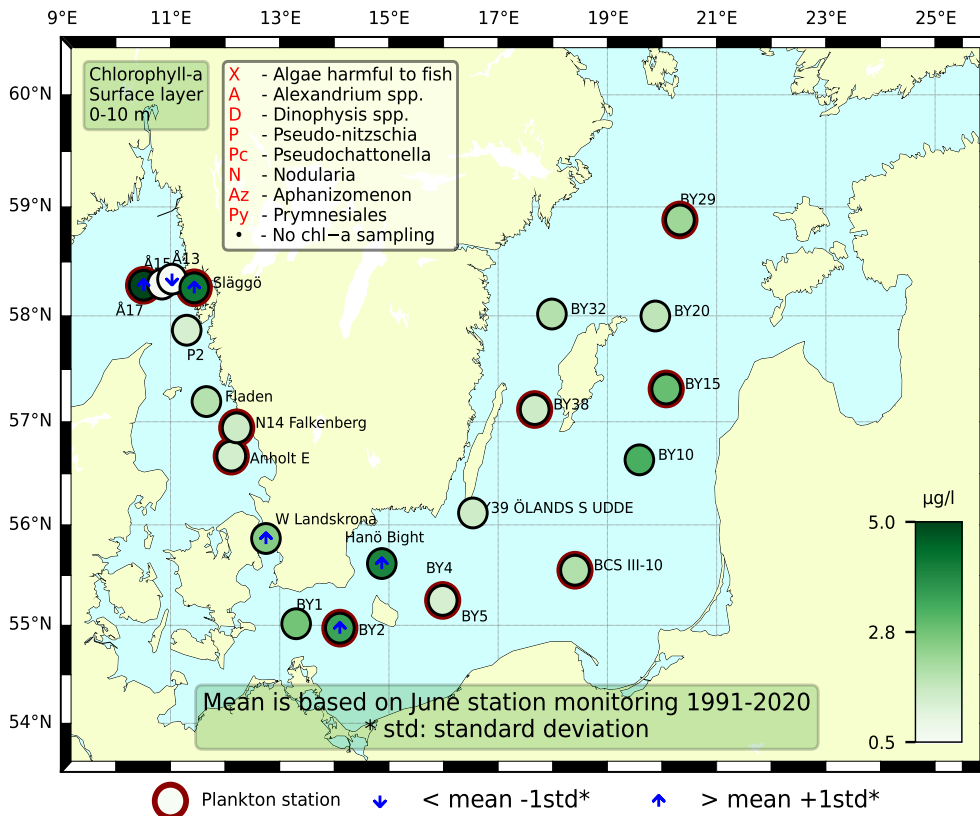 9°E 11°E 13°E 15°E 17°E 19°E 21°E 23°E 25°E
60°N
59°N
58°N
57°N
56°N
55°N
54°N
Chlorophyll-a
Surface layer
0-10 m
X - Algae harmful to fish
A - Alexandrium spp.
D - Dinophysis spp.
P - Pseudo-nitzschia
Pc - Pseudochattonella
N - Nodularia
Az - Aphanizomenon
Py - Prymnesiales
• - No chl−a sampling
BY29
Å15 Å13
Släggö
Å17
BY32
BY20
P2
BY15
Fladen
BY38
N14 Falkenberg
Anholt E
BY10
Y39 ÖLANDS S UDDE
W Landskrona
Hanö Bight
BY4
BCS III-10
BY1
BY5
BY2
µg/l
5.0
2.8
0.5
Mean is based on June station monitoring 1991-2020
* std: standard deviation
Plankton station
< mean -1std*
> mean +1std*